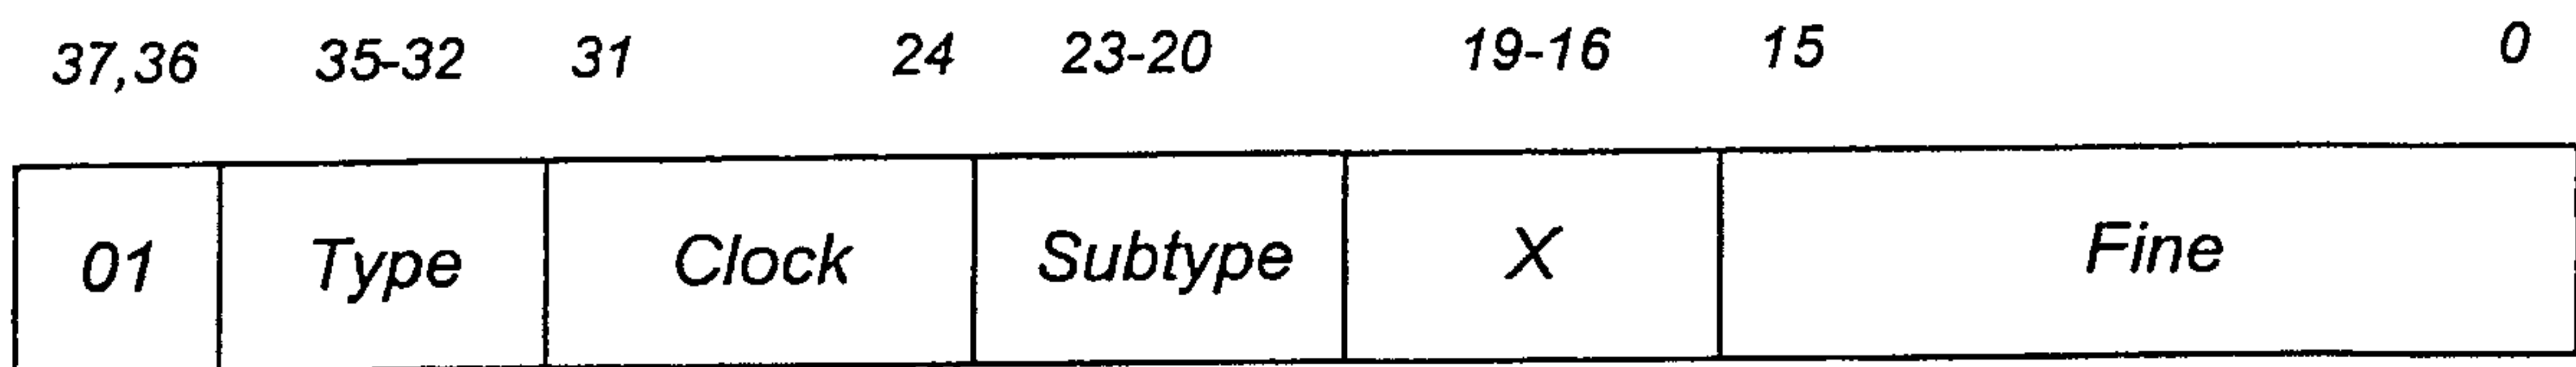 37,36 35-32 31 24 23-20 19-16 15 0
01 Type Clock Subtype X Fine